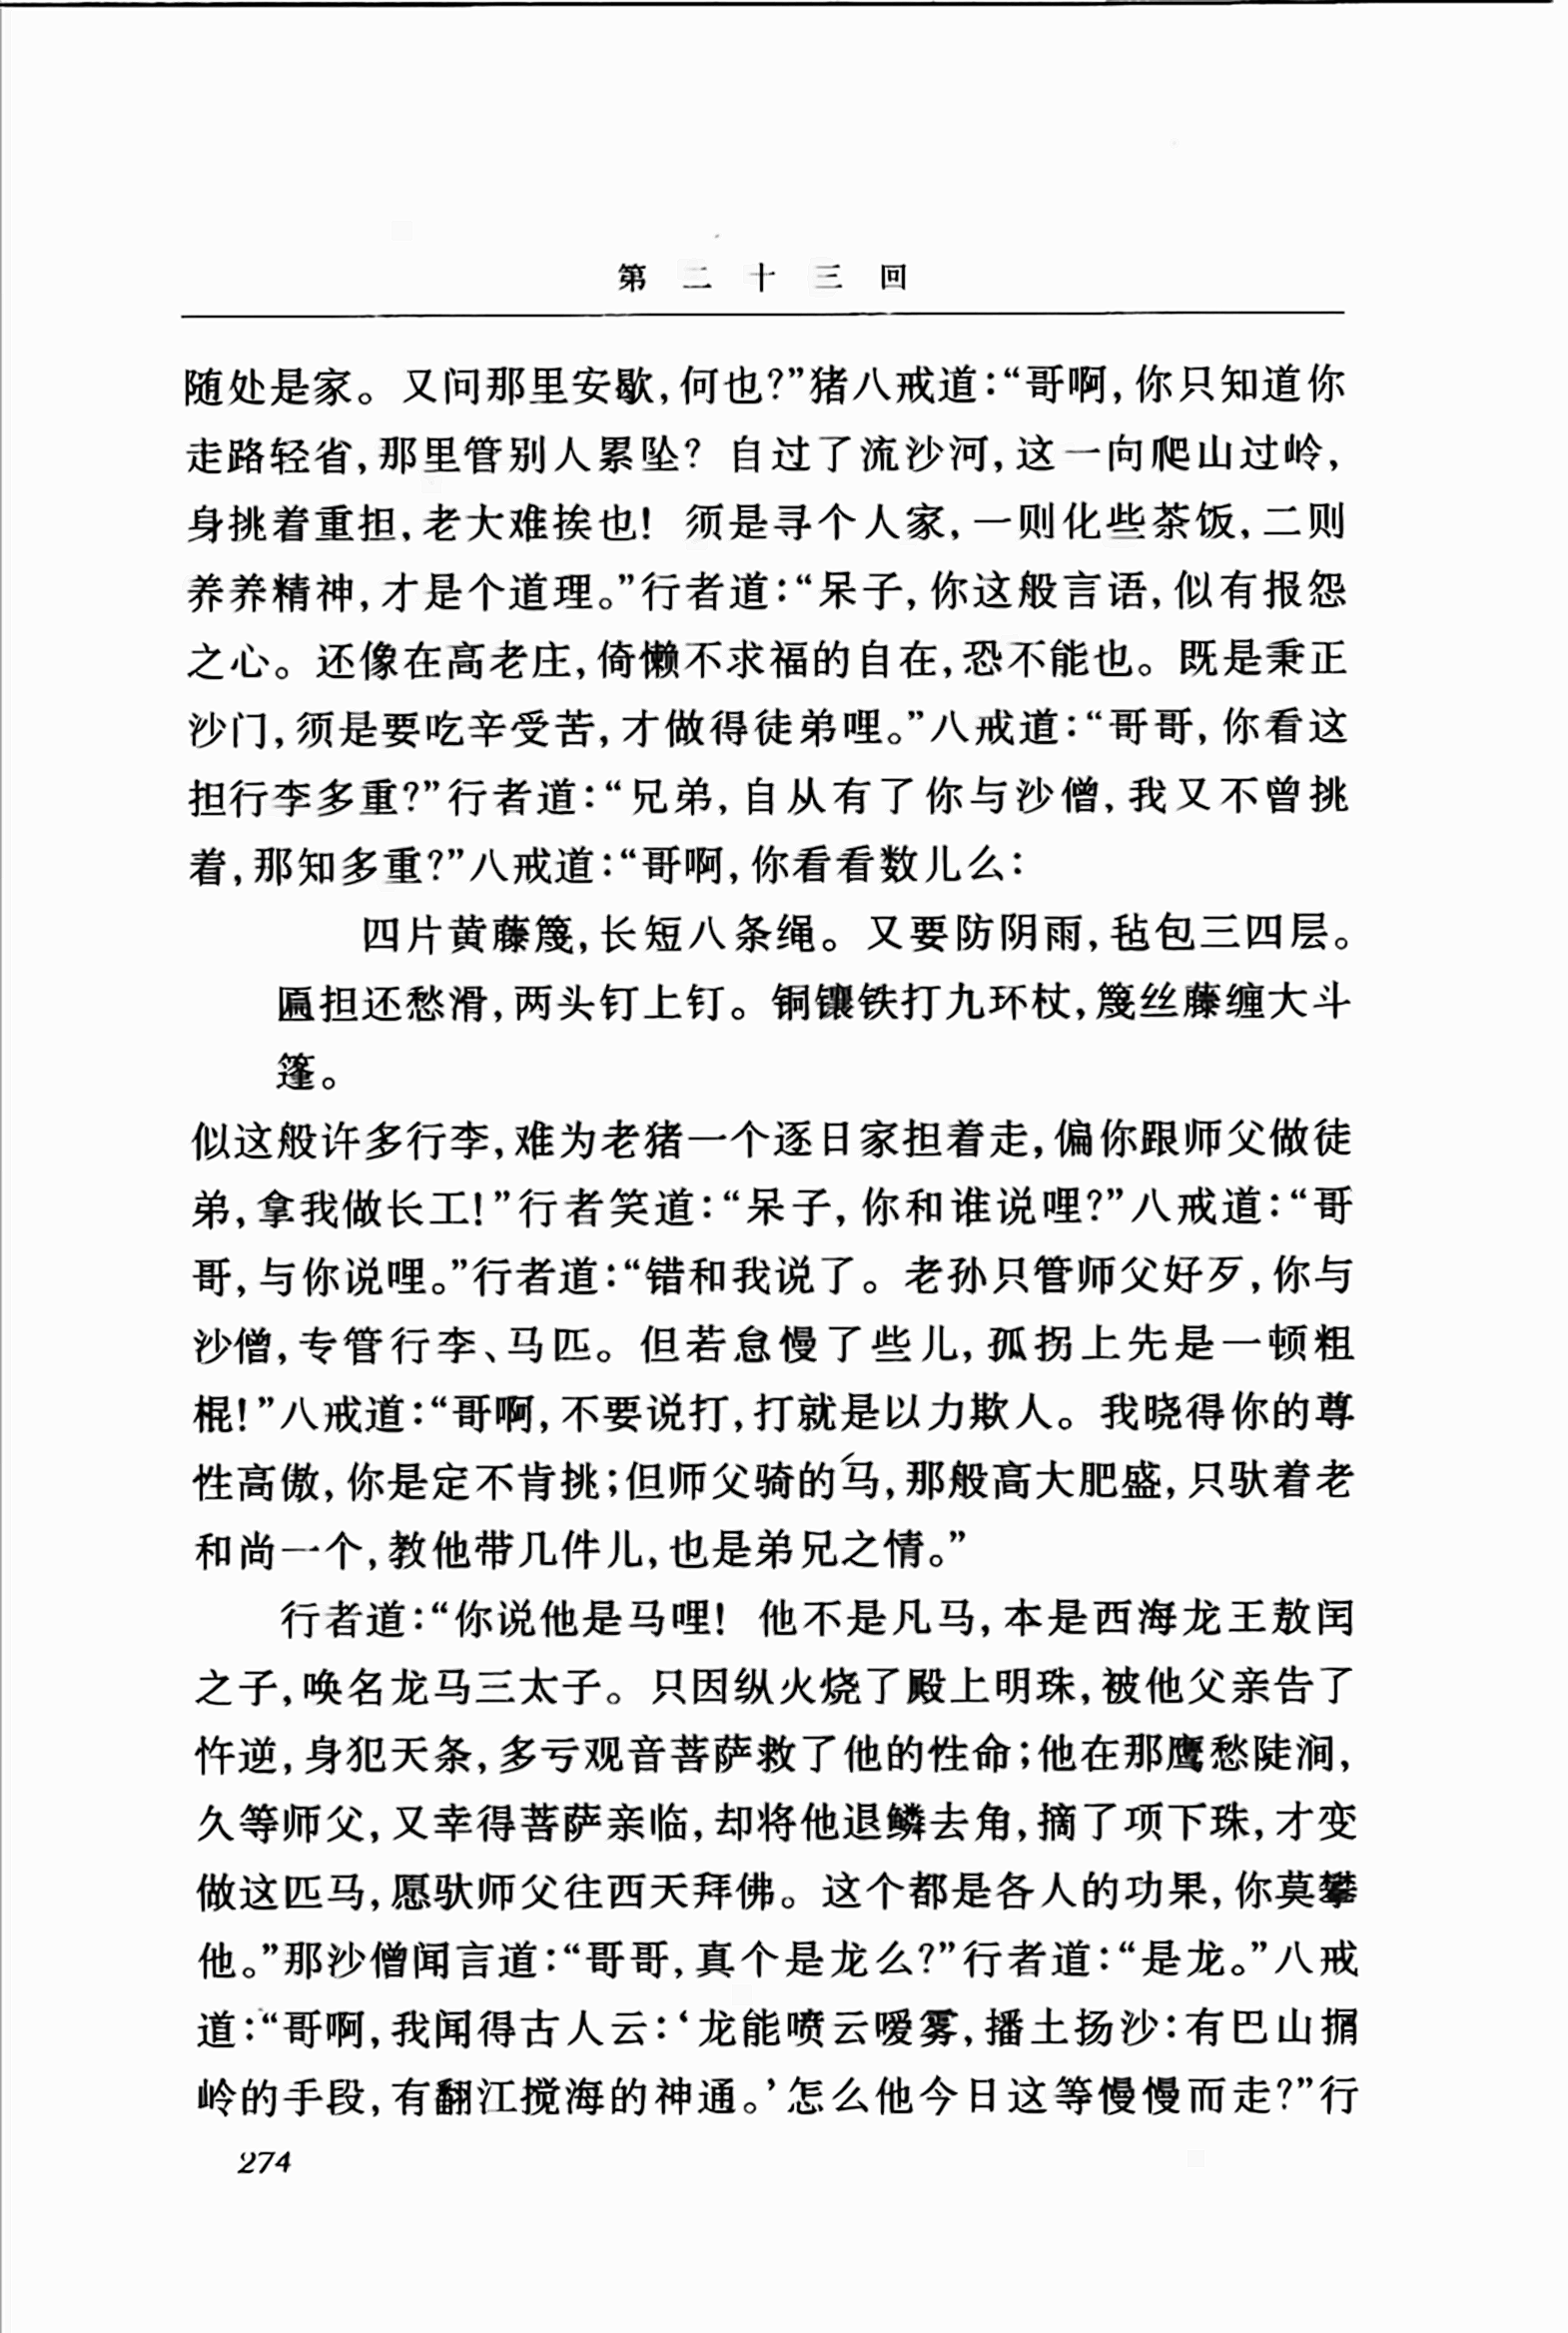 第二十三回
随处是家。又问那里安歇,何也?”猪八戒道:“哥啊,你只知道你
走路轻省,那里管别人累坠? 自过了流沙河,这一向爬山过岭,
身挑着重担,老大难挨也! 须是寻个人家,一则化些茶饭,二则
养养精神,才是个道理。”行者道:“呆子,你这般言语,似有报怨
之心。还像在高老庄,倚懒不求福的自在,恐不能也。既是秉正
沙门,须是要吃辛受苦,才做得徒弟哩。”八戒道:“哥哥,你看这
担行李多重?”行者道:“兄弟,自从有了你与沙僧,我又不曾挑
着,那知多重?”八戒道:“哥啊,你看看数儿么:
四片黄藤篾,长短八条绳。又要防阴雨,毡包三四层。
匾担还愁滑,两头钉上钉。铜镶铁打九环杖,篾丝藤缠大斗
篷。
似这般许多行李,难为老猪一个逐日家担着走,偏你跟师父做徒
弟,拿我做长工!”行者笑道:“呆子,你和谁说哩?”八戒道:“哥
哥,与你说哩。”行者道:“错和我说了。老孙只管师父好歹,你与
沙僧,专管行李、马匹。但若怠慢了些儿,孤拐上先是一顿粗
棍!”八戒道:“哥啊,不要说打,打就是以力欺人。我晓得你的尊
性高傲,你是定不肯挑;但师父骑的马,那般高大肥盛,只驮着老
和尚一个,教他带几件儿,也是弟兄之情。”
行者道:“你说他是马哩! 他不是凡马,本是西海龙王敖闰
之子,唤名龙马三太子。只因纵火烧了殿上明珠,被他父亲告了
忤逆,身犯天条,多亏观音菩萨救了他的性命;他在那鹰愁陡涧,
久等师父,又幸得菩萨亲临,却将他退鳞去角,摘了项下珠,才变
做这匹马,愿驮师父往西天拜佛。这个都是各人的功果,你莫攀
他。”那沙僧闻言道:“哥哥,真个是龙么?”行者道:“是龙。”八戒
道:“哥啊,我闻得古人云:‘龙能喷云嗳雾,播土扬沙:有巴山捎
岭的手段,有翻江搅海的神通。’怎么他今日这等慢慢而走?”行
274